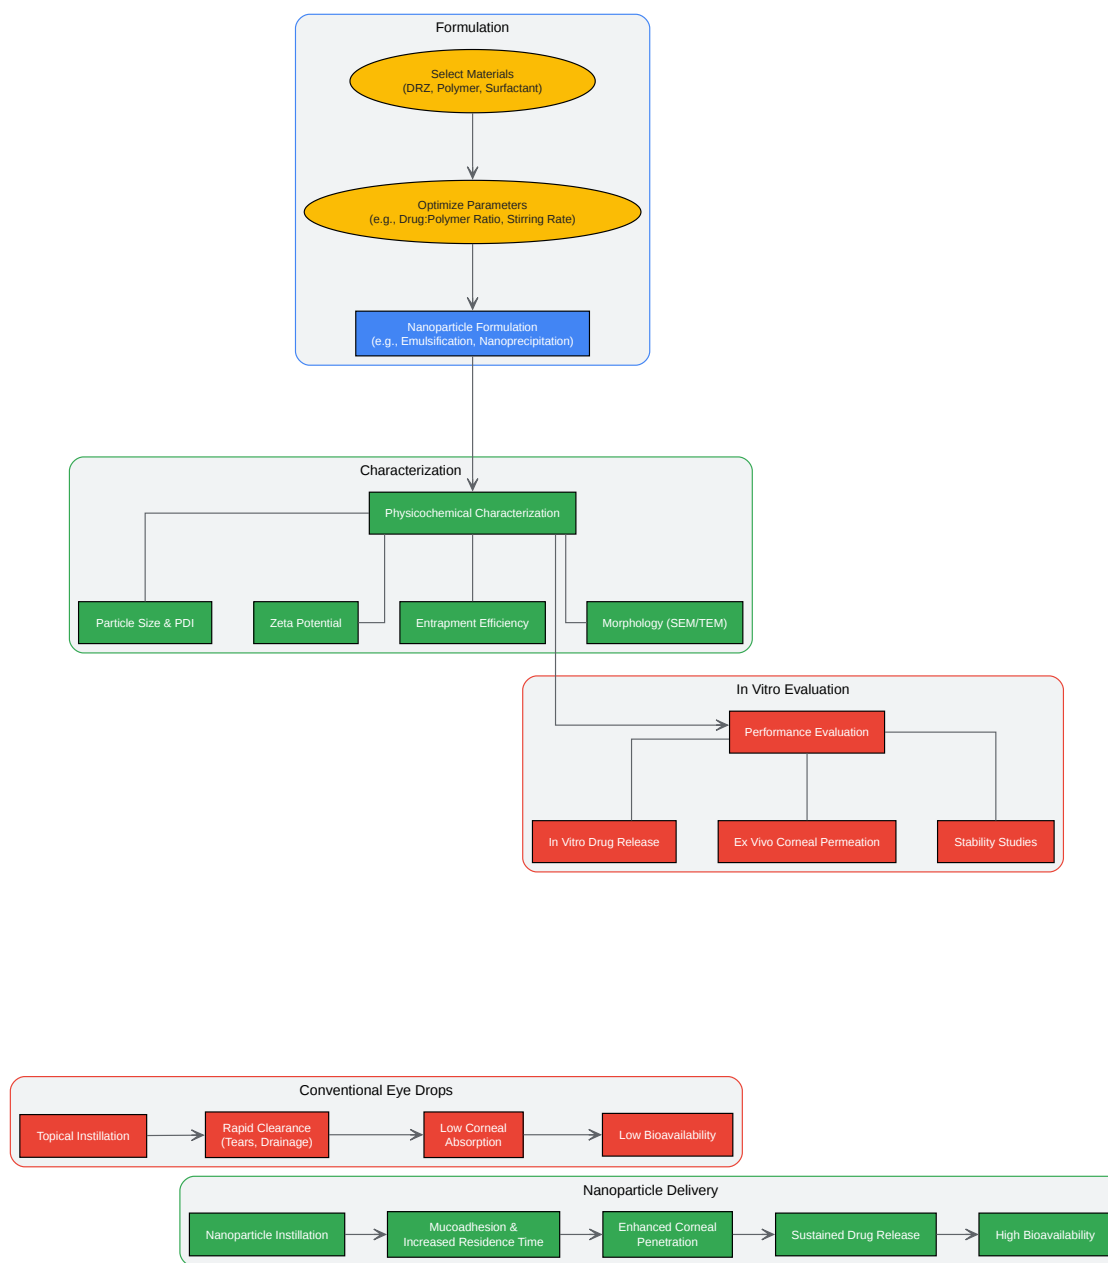 Formulation
Select Materials
(DRZ, Polymer, Surfactant)
Optimize Parameters
(e.g., Drug:Polymer Ratio, Stirring Rate)
Nanoparticle Formulation
(e.g., Emulsification, Nanoprecipitation)
Characterization
Physicochemical Characterization
Particle Size & PDI
Zeta Potential
Entrapment Efficiency
Morphology (SEM/TEM)
In Vitro Evaluation
Performance Evaluation
In Vitro Drug Release
Ex Vivo Corneal Permeation
Stability Studies
Conventional Eye Drops
Topical Instillation
Rapid Clearance
(Tears, Drainage)
Low Corneal
Absorption
Low Bioavailability
Nanoparticle Delivery
Nanoparticle Instillation
Mucoadhesion &
Increased Residence Time
Enhanced Corneal
Penetration
Sustained Drug Release
High Bioavailability